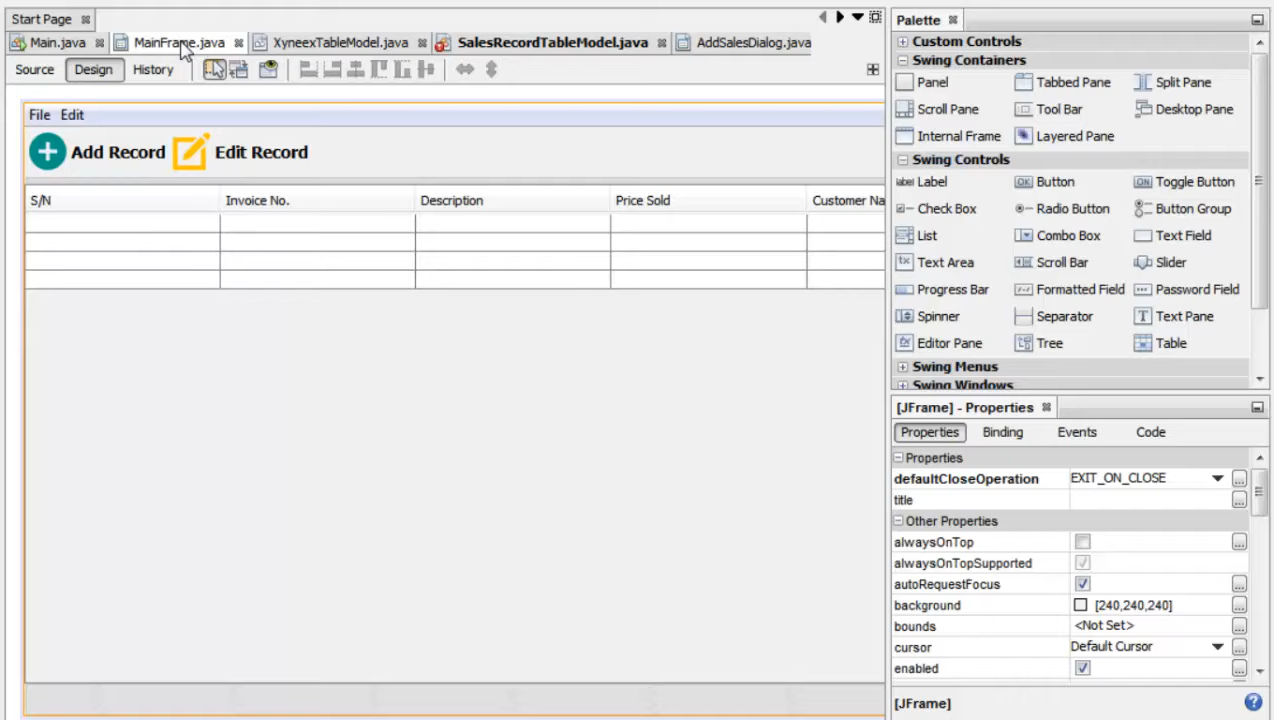 Start Page
Main.java MainFrame.java XyneexTableModel.java SalesRecordTableModel.java AddSalesDialog.java
Source Design History
File Edit
Add Record Edit Record
S/N Invoice No. Description Price Sold Customer Na
Palette
Custom Controls
Swing Containers
Panel Tabbed Pane Split Pane
Scroll Pane Tool Bar Desktop Pane
Internal Frame Layered Pane
Swing Controls
label Label OK Button ON Toggle Button
Check Box Radio Button Button Group
List Combo Box Text Field
tx Text Area Scroll Bar Slider
Progress Bar Formatted Field Password Field
Spinner Separator T Text Pane
Editor Pane Tree Table
Swing Menus
Swing Windows
[JFrame] - Properties
Properties Binding Events Code
Properties
defaultCloseOperation EXIT_ON_CLOSE
title
Other Properties
alwaysOnTop
alwaysOnTopSupported
autoRequestFocus
background [240,240,240]
bounds <Not Set>
cursor Default Cursor
enabled
[JFrame]